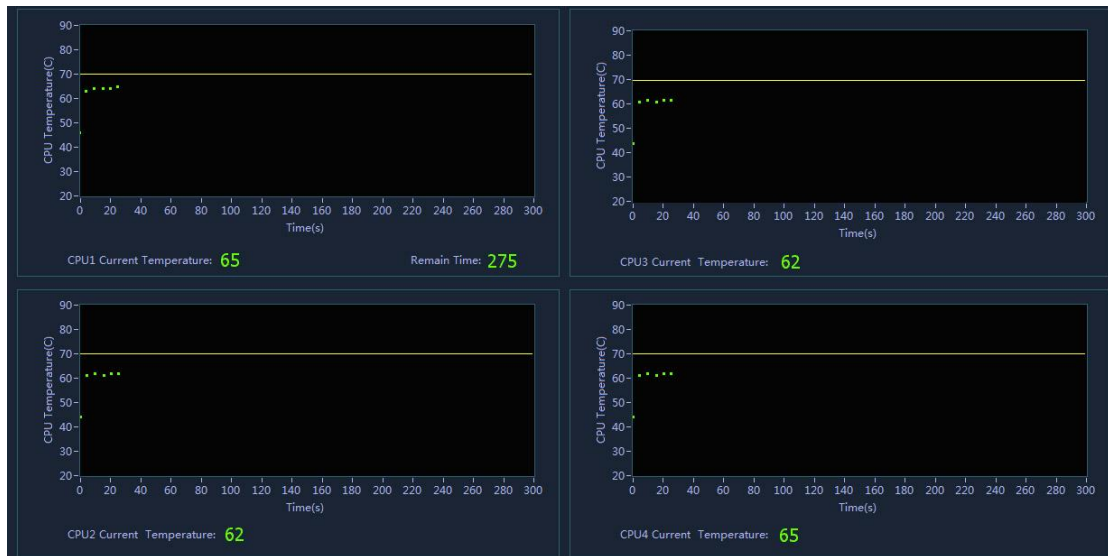 90
80
70
60
50
40
30
20
CPU Temperature(C)
0 20 40 60 80 100 120 140 160 180 200 220 240 260 280 300
Time(s)
CPU1 Current Temperature: 65
Remain Time: 275
90
80
70
60
50
40
30
20
CPU Temperature(C)
0 20 40 60 80 100 120 140 160 180 200 220 240 260 280 300
Time(s)
CPU3 Current Temperature: 62
90
80
70
60
50
40
30
20
CPU Temperature(C)
0 20 40 60 80 100 120 140 160 180 200 220 240 260 280 300
Time(s)
CPU2 Current Temperature: 62
90
80
70
60
50
40
30
20
CPU Temperature(C)
0 20 40 60 80 100 120 140 160 180 200 220 240 260 280 300
Time(s)
CPU4 Current Temperature: 65